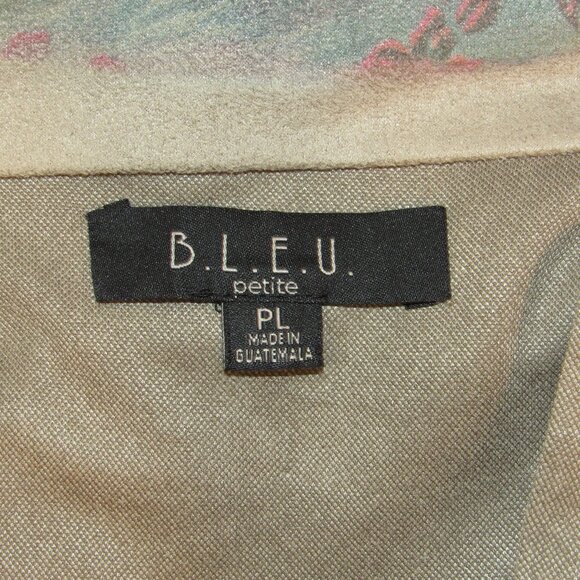 B.L.E.U.
petite
PL
MADE IN
GUATEMALA